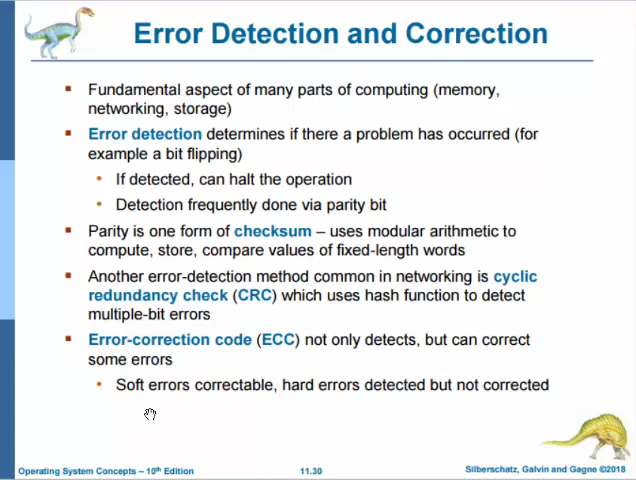 Error Detection and Correction
Fundamental aspect of many parts of computing (memory,
networking, storage)
Error detection determines if there a problem has occurred (for
example a bit flipping)
If detected, can halt the operation
Detection frequently done via parity bit
Parity is one form of checksum – uses modular arithmetic to
compute, store, compare values of fixed-length words
Another error-detection method common in networking is cyclic
redundancy check (CRC) which uses hash function to detect
multiple-bit errors
Error-correction code (ECC) not only detects, but can correct
some errors
Soft errors correctable, hard errors detected but not corrected
Operating System Concepts – 10th Edition
11.30
Silberschatz, Galvin and Gagne ©2018